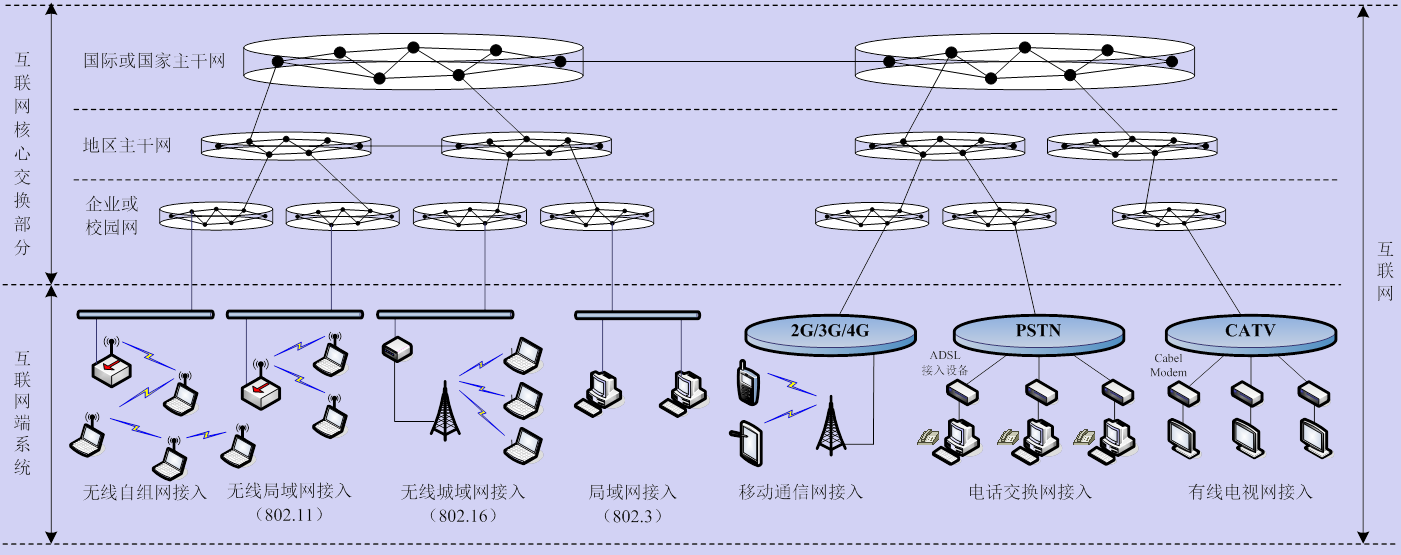 互联网核心交换部分
国际或国家主干网
地区主干网
企业或
校园网
互联网
互联网端系统
2G/3G/4G
PSTN
CATV
ADSL
接入设备
Cabel
Modem
无线自组网接入
无线局域网接入
（802.11）
无线城域网接入
（802.16）
局域网接入
（802.3）
移动通信网接入
电话交换网接入
有线电视网接入